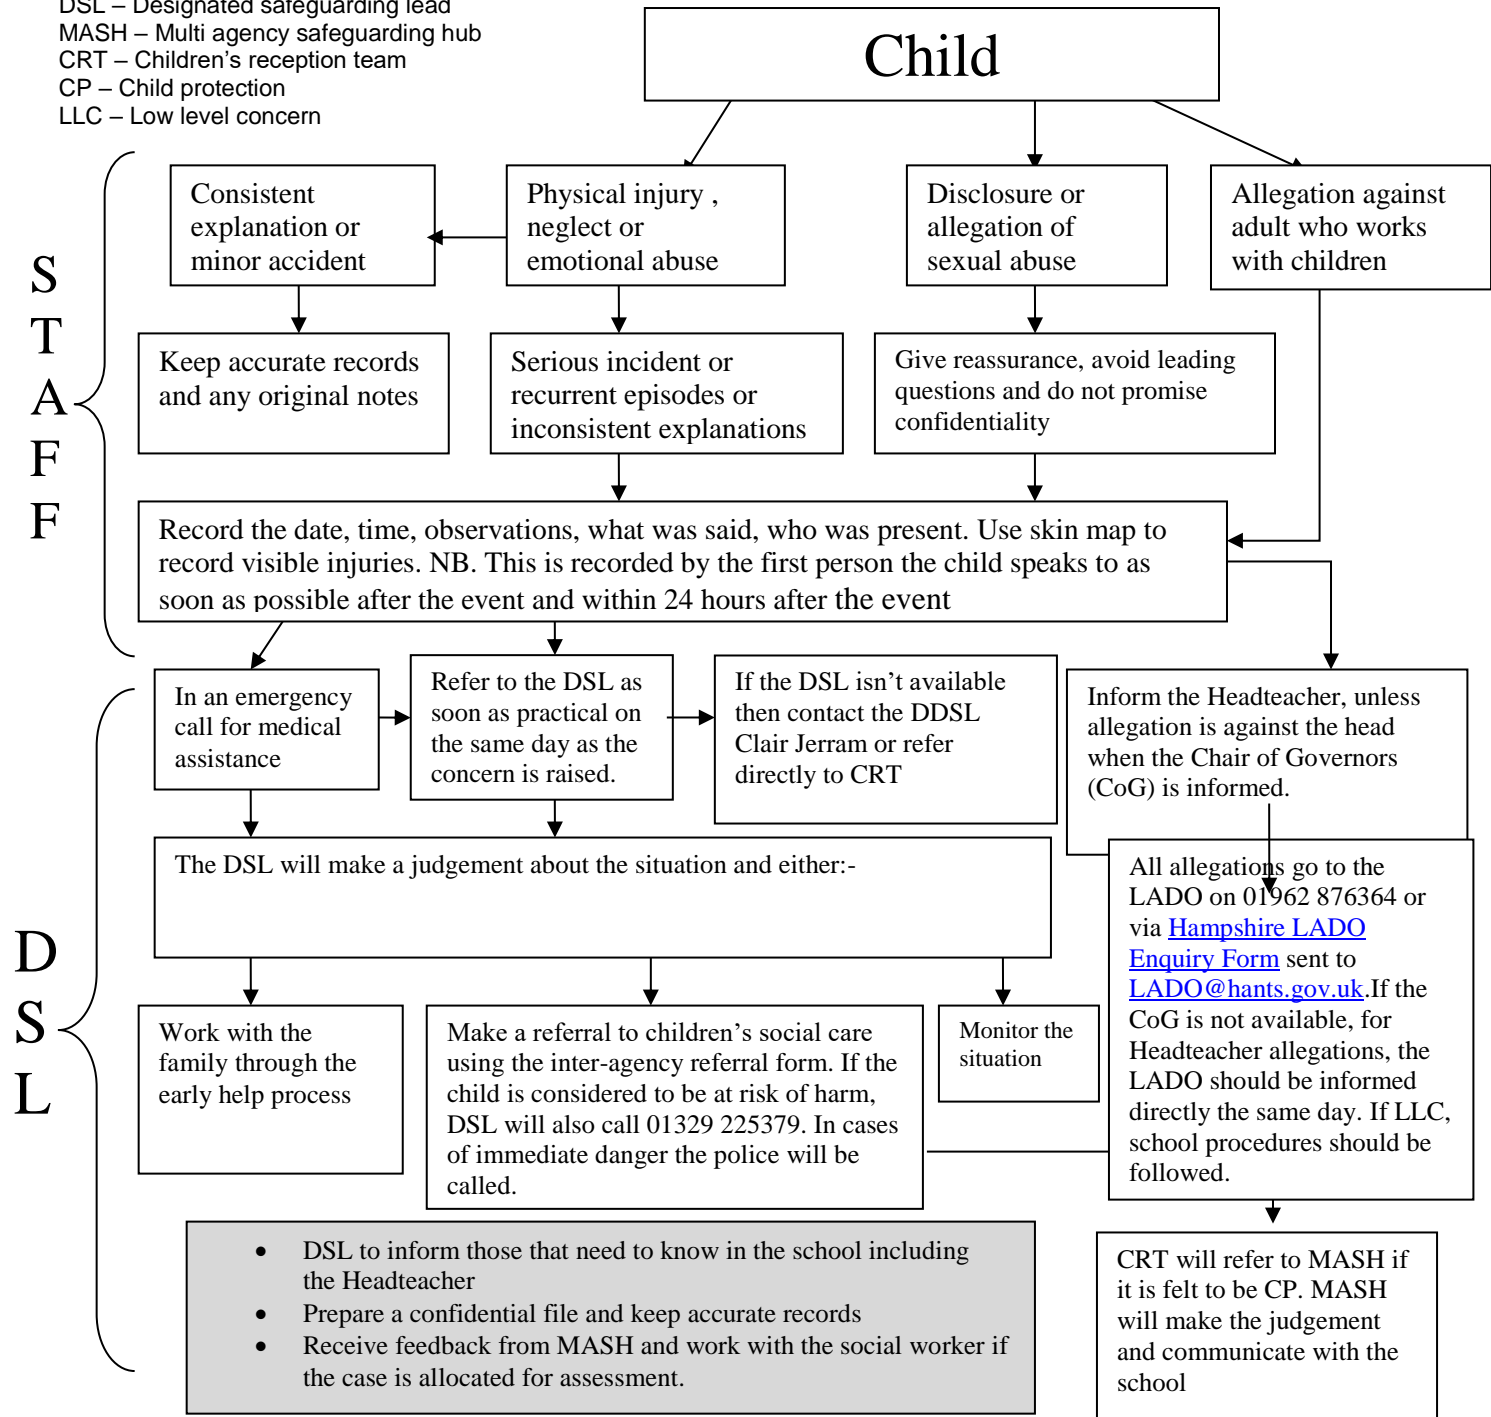 DSL – Designated safeguarding lead
MASH – Multi agency safeguarding hub
CRT – Children's reception team
CP – Child protection
LLC – Low level concern
Child
S
T
A
F
F
Consistent
explanation or
minor accident
Physical injury ,
neglect or
emotional abuse
Disclosure or
allegation of
sexual abuse
Allegation against
adult who works
with children
Keep accurate records
and any original notes
Serious incident or
recurrent episodes or
inconsistent explanations
Give reassurance, avoid leading
questions and do not promise
confidentiality
Record the date, time, observations, what was said, who was present. Use skin map to
record visible injuries. NB. This is recorded by the first person the child speaks to as
soon as possible after the event and within 24 hours after the event
D
S
L
In an emergency
call for medical
assistance
Refer to the DSL as
soon as practical on
the same day as the
concern is raised.
If the DSL isn't available
then contact the DDSL
Clair Jerram or refer
directly to CRT
Inform the Headteacher, unless
allegation is against the head
when the Chair of Governors
(CoG) is informed.
The DSL will make a judgement about the situation and either:-
All allegations go to the
LADO on 01962 876364 or
via Hampshire LADO
Enquiry Form sent to
LADO@hants.gov.uk.If the
CoG is not available, for
Headteacher allegations, the
LADO should be informed
directly the same day. If LLC,
school procedures should be
followed.
Work with the
family through the
early help process
Make a referral to children's social care
using the inter-agency referral form. If the
child is considered to be at risk of harm,
DSL will also call 01329 225379. In cases
of immediate danger the police will be
called.
Monitor the
situation
• DSL to inform those that need to know in the school including
the Headteacher
• Prepare a confidential file and keep accurate records
• Receive feedback from MASH and work with the social worker if
the case is allocated for assessment.
CRT will refer to MASH if
it is felt to be CP. MASH
will make the judgement
and communicate with the
school